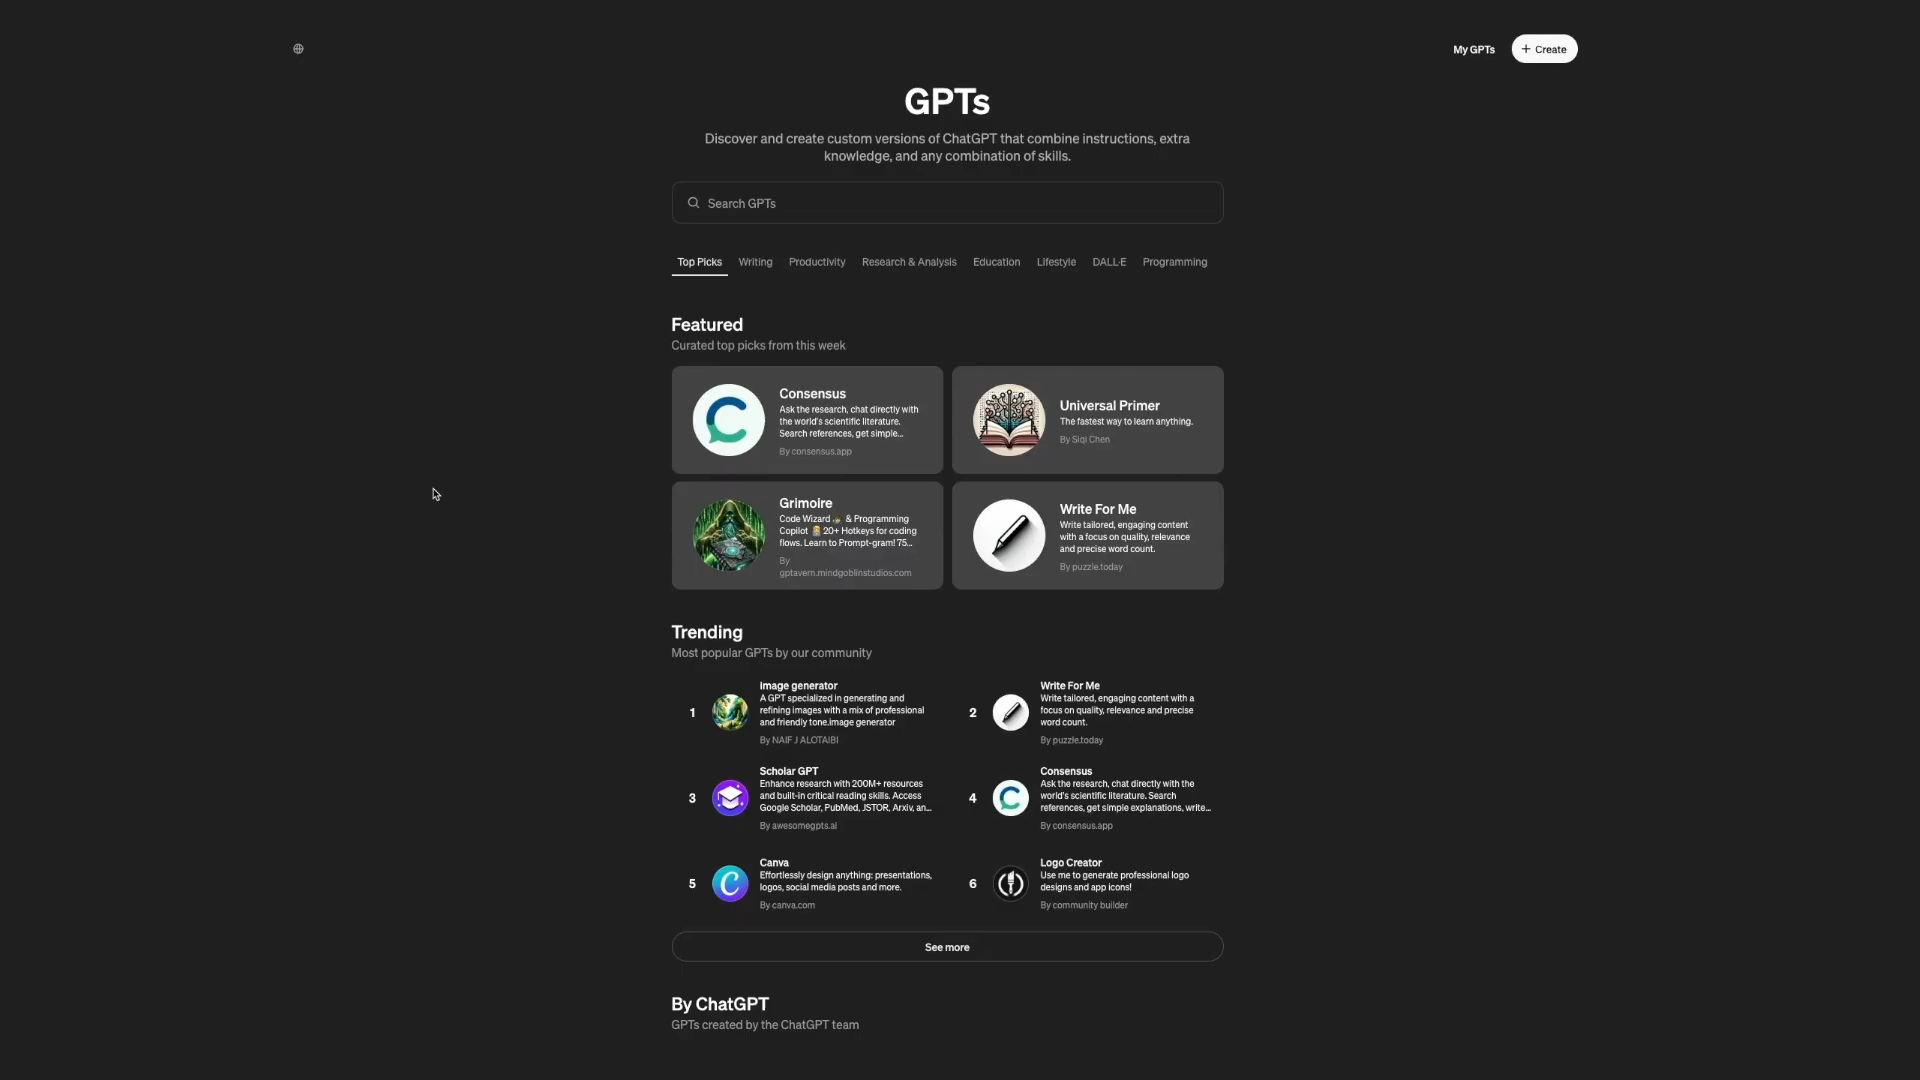 My GPTs
+ Create
GPTs
Discover and create custom versions of ChatGPT that combine instructions, extra
knowledge, and any combination of skills.
Search GPTs
Top Picks Writing Productivity Research & Analysis Education Lifestyle DALL·E Programming
Featured
Curated top picks from this week
Consensus
Ask the research, chat directly with
the world's scientific literature.
Search references, get simple...
By consensus.app
Universal Primer
The fastest way to learn anything.
By Siqi Chen
Grimoire
Code Wizard 🧙‍♂️ & Programming
Copilot 20+ Hotkeys for coding
flows. Learn to Prompt-gram! 75...
By
gptavern.mindgoblinstudios.com
Write For Me
Write tailored, engaging content
with a focus on quality, relevance
and precise word count.
By puzzle.today
Trending
Most popular GPTs by our community
1
Image generator
A GPT specialized in generating and
refining images with a mix of professional
and friendly tone.image generator
By NAIF J ALOTAIBI
2
Write For Me
Write tailored, engaging content with a
focus on quality, relevance and precise
word count.
By puzzle.today
3
Scholar GPT
Enhance research with 200M+ resources
and built-in critical reading skills. Access
Google Scholar, PubMed, JSTOR, Arxiv, an...
By awesomegpts.ai
4
Consensus
Ask the research, chat directly with the
world's scientific literature. Search
references, get simple explanations, write...
By consensus.app
5
Canva
Effortlessly design anything: presentations,
logos, social media posts and more.
By canva.com
6
Logo Creator
Use me to generate professional logo
designs and app icons!
By community builder
See more
By ChatGPT
GPTs created by the ChatGPT team